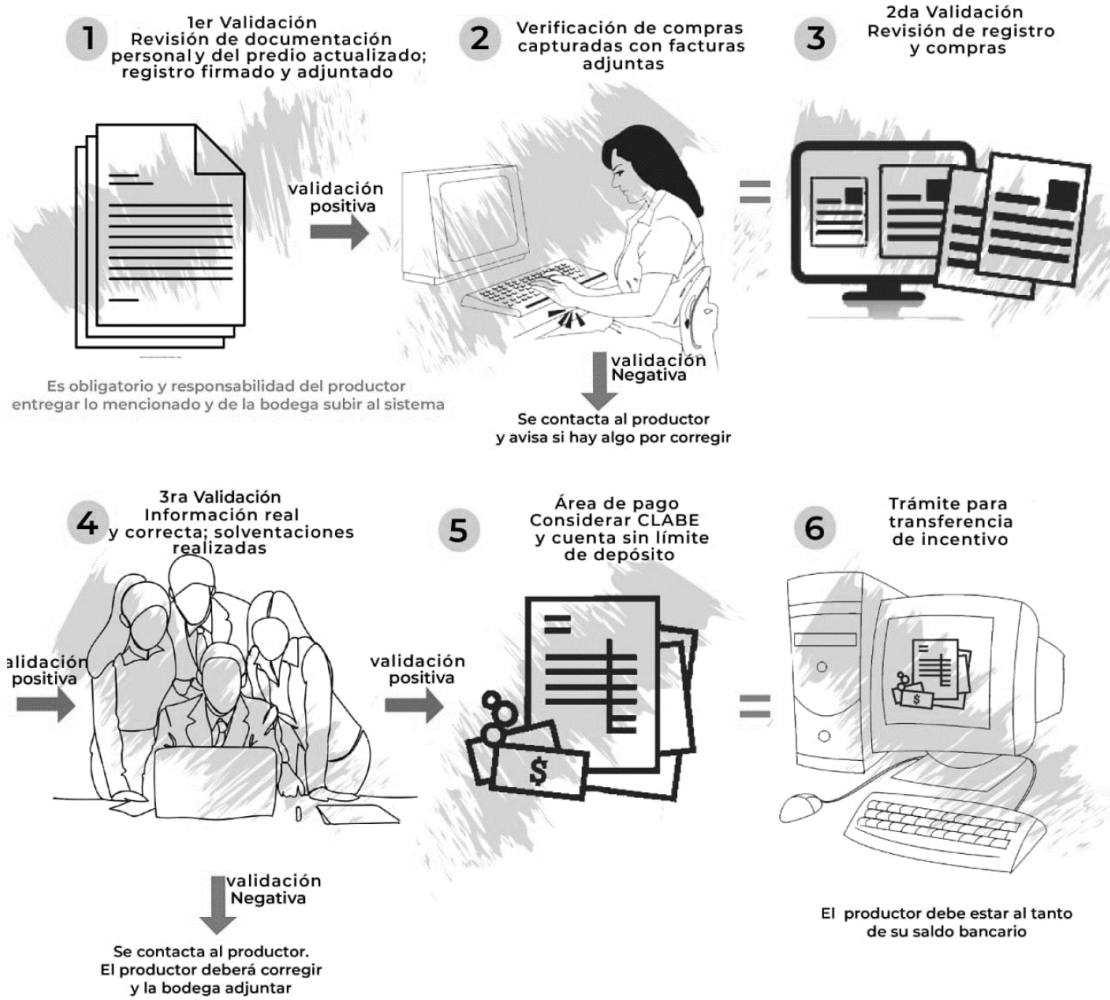 1
1er Validación
Revisión de documentación
personal y del predio actualizado;
registro firmado y adjuntado
validación
positiva
Es obligatorio y responsabilidad del productor
entregar lo mencionado y de la bodega subir al sistema
2
Verificación de compras
capturadas con facturas
adjuntas
validación
Negativa
Se contacta al productor
y avisa si hay algo por corregir
=
3
2da Validación
Revisión de registro
y compras
alidación
positiva
4
3ra Validación
Información real
y correcta; solventaciones
realizadas
validación
Negativa
Se contacta al productor.
El productor deberá corregir
y la bodega adjuntar
validación
positiva
5
Área de pago
Considerar CLABE
y cuenta sin límite
de depósito
$
=
6
Trámite para
transferencia
de incentivo
$
El productor debe estar al tanto
de su saldo bancario